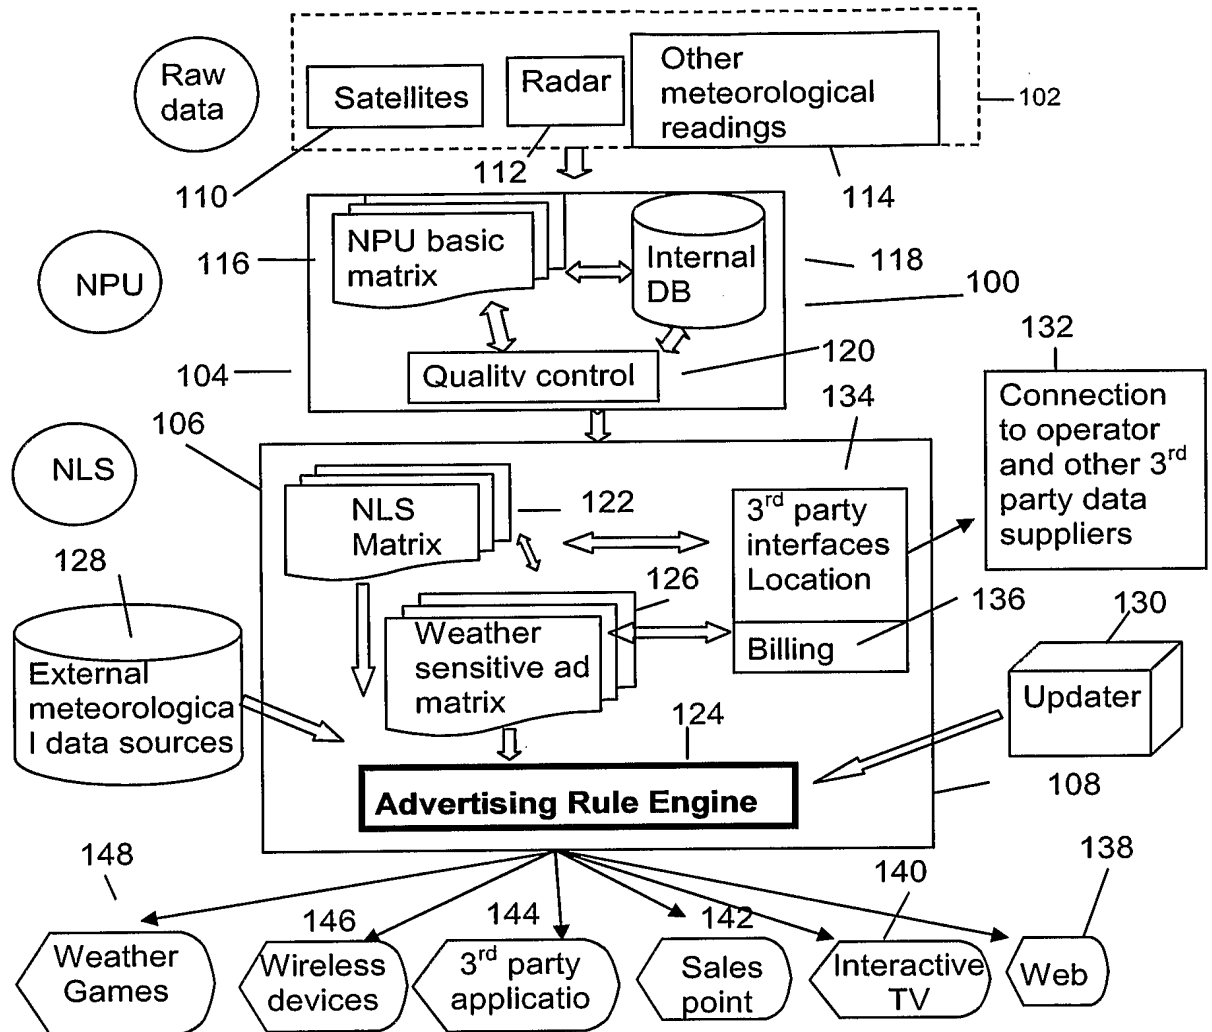 Raw
data
Satellites
Radar
Other
meteorological
readings
102
110
112
114
NPU
116
NPU basic
matrix
Internal
DB
118
100
104
Qualitv control
120
132
Connection
to operator
and other 3rd
party data
suppliers
134
106
NLS
NLS
Matrix
122
3rd party
interfaces
Location
128
126
136
130
External
meteorologica
l data sources
Weather
sensitive ad
matrix
Billing
Updater
124
Advertising Rule Engine
108
148
146
144
142
140
138
Weather
Games
Wireless
devices
3rd party
applicatio
Sales
point
Interactive
TV
Web